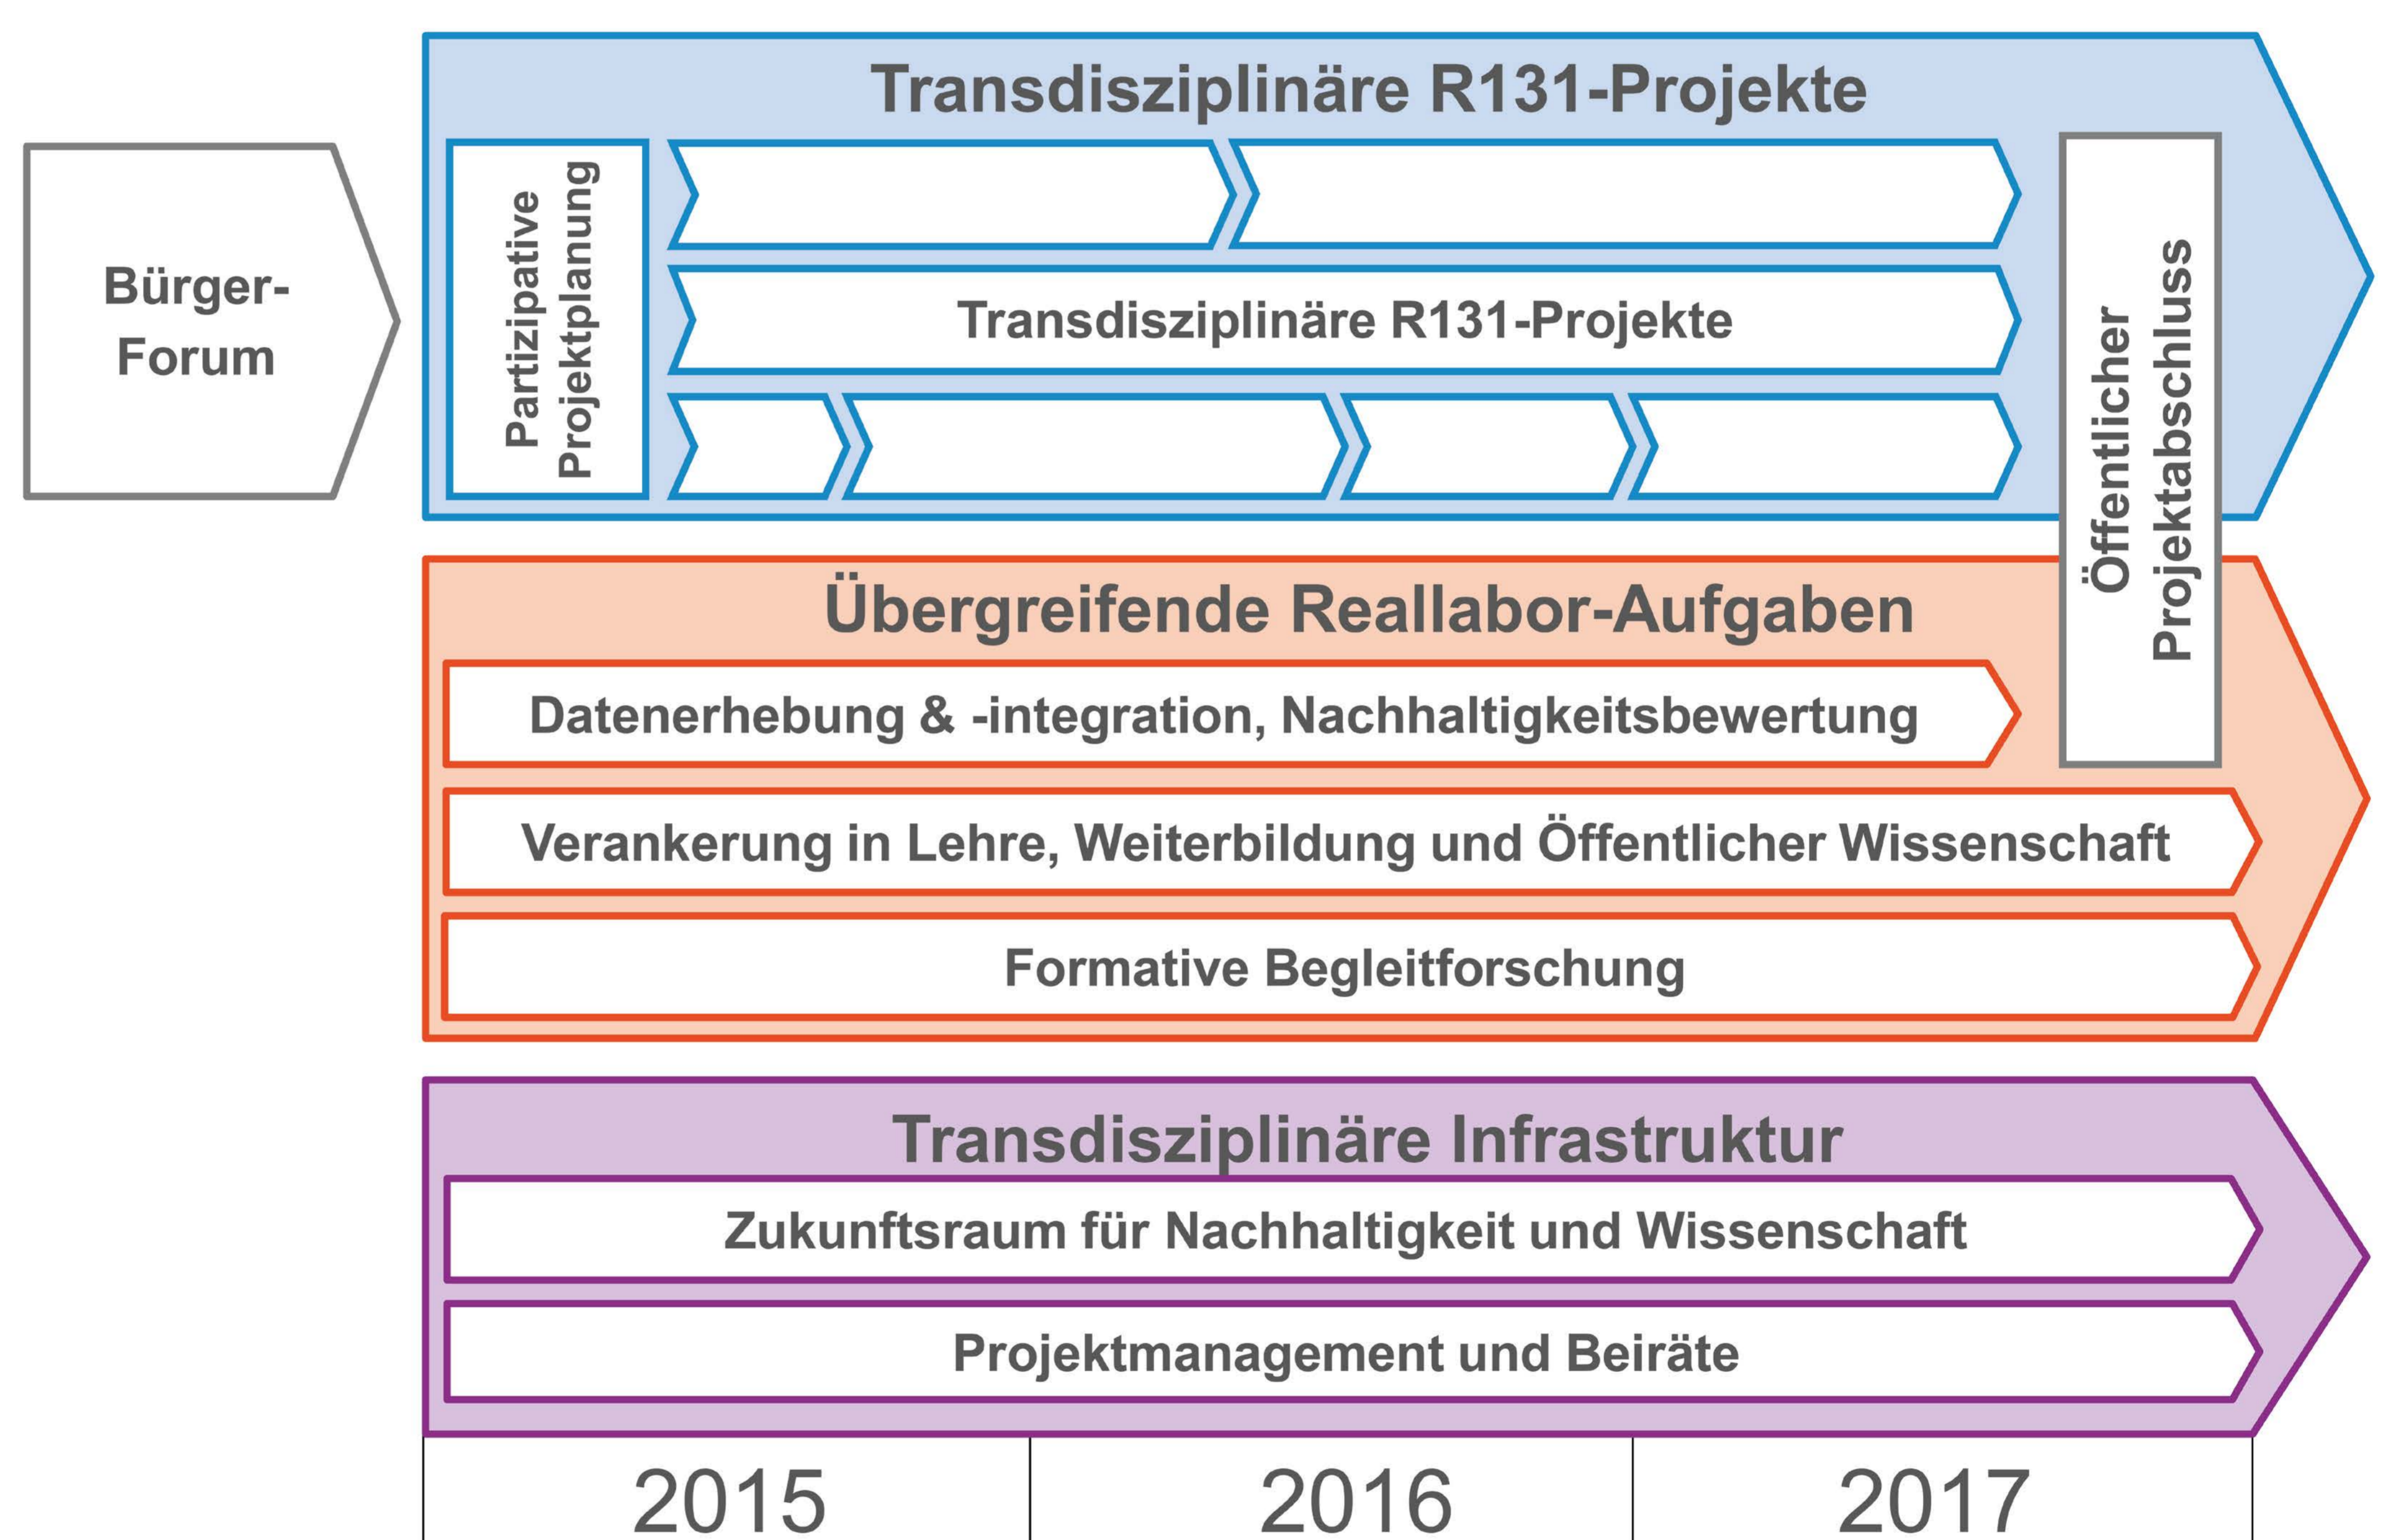 Transdisziplinäre R131-Projekte
Bürger-
Forum
Partizipative
Projektplanung
Transdisziplinäre R131-Projekte
Öffentlicher
Projektabschluss
Übergreifende Reallabor-Aufgaben
Datenerhebung & -integration, Nachhaltigkeitsbewertung
Verankerung in Lehre, Weiterbildung und Öffentlicher Wissenschaft
Formative Begleitforschung
Transdisziplinäre Infrastruktur
Zukunftsraum für Nachhaltigkeit und Wissenschaft
Projektmanagement und Beiräte
2015 2016 2017